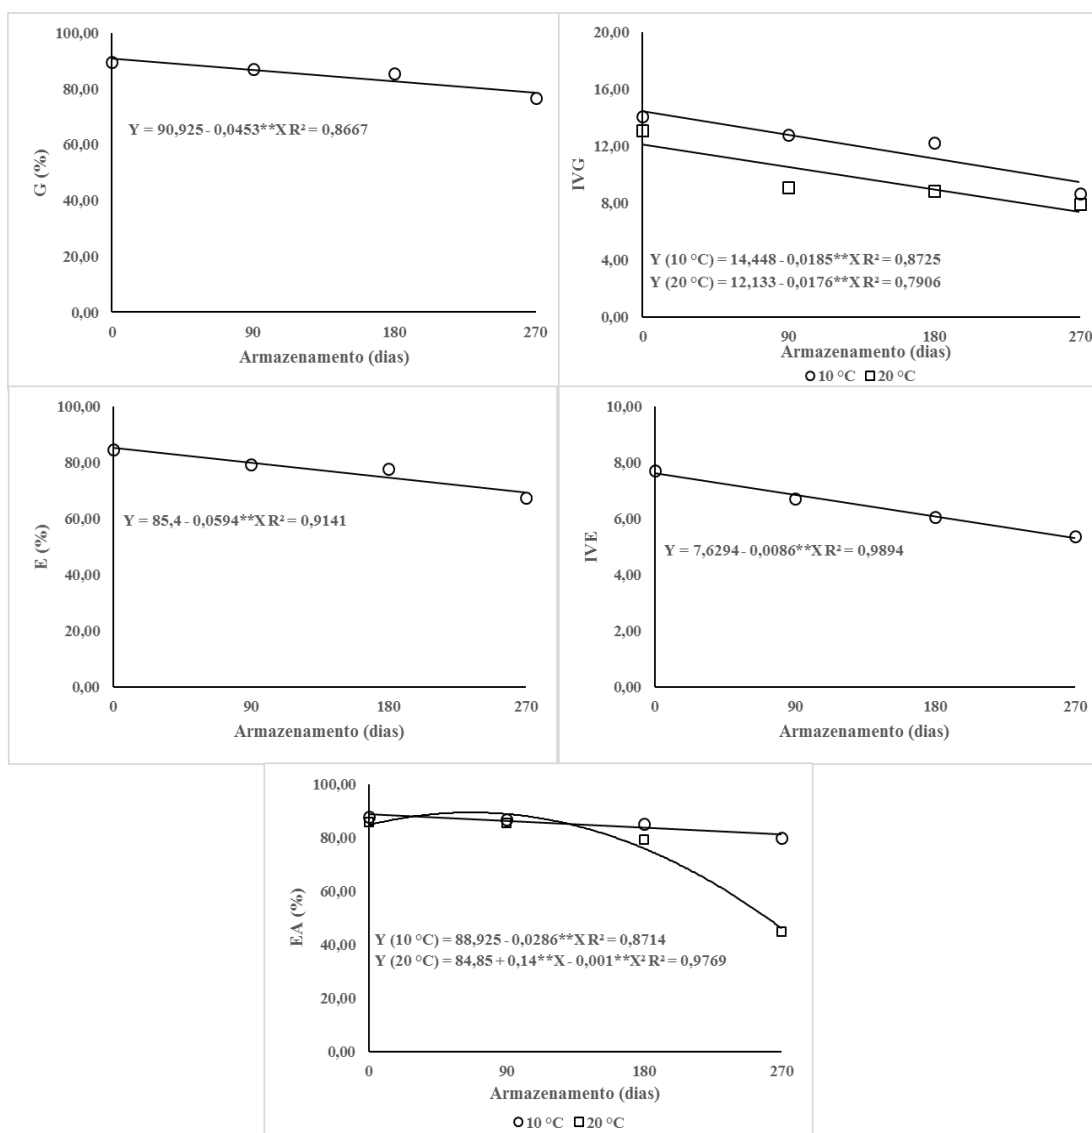 100,00
80,00
60,00
40,00
20,00
0,00
G (%)
Y = 90,925 - 0,0453**X R² = 0,8667
0 90 180 270
Armazenamento (dias)
20,00
16,00
12,00
8,00
4,00
0,00
IVG
Y (10 °C) = 14,448 - 0,0185**X R² = 0,8725
Y (20 °C) = 12,133 - 0,0176**X R² = 0,7906
0 90 180 270
Armazenamento (dias)
10 °C 20 °C
100,00
80,00
60,00
40,00
20,00
0,00
E (%)
Y = 85,4 - 0,0594**X R² = 0,9141
0 90 180 270
Armazenamento (dias)
10,00
8,00
6,00
4,00
2,00
0,00
IVE
Y = 7,6294 - 0,0086**X R² = 0,9894
0 90 180 270
Armazenamento (dias)
100,00
80,00
60,00
40,00
20,00
0,00
EA (%)
Y (10 °C) = 88,925 - 0,0286**X R² = 0,8714
Y (20 °C) = 84,85 + 0,14**X - 0,001**X² R² = 0,9769
0 90 180 270
Armazenamento (dias)
10 °C 20 °C